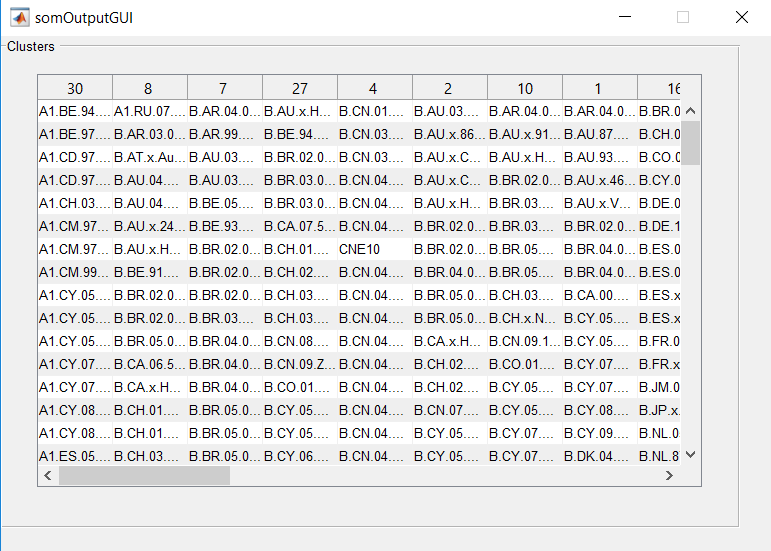 somOutputGUI
Clusters
30 8 7 27 4 2 10 1 16
A1.BE.94.... A1.RU.07.... B.AR.04.0... B.AU.x.H... B.CN.01.... B.AU.03.... B.AR.04.0... B.AR.04.0... B.BR.0
A1.BE.97.... B.AR.03.0... B.AR.99.... B.BE.94.... B.CN.03.... B.AU.x.86... B.AU.x.91... B.AU.87.... B.CH.0
A1.CD.97.... B.AT.x.Au... B.AU.03.... B.BR.02.0... B.CN.03.... B.AU.x.C... B.AU.x.H... B.AU.93.... B.CO.0
A1.CD.97.... B.AU.04.... B.AU.03.... B.BR.03.0... B.CN.04.... B.AU.x.C... B.BR.02.0... B.AU.x.46... B.CY.0
A1.CH.03.... B.AU.04.... B.BE.05.... B.BR.03.0... B.CN.04.... B.AU.x.H... B.BR.03.... B.AU.x.V... B.DE.0
A1.CM.97... B.AU.x.24... B.BE.93.... B.CA.07.5... B.CN.04.... B.BR.02.0... B.BR.03.... B.BR.02.0... B.DE.1
A1.CM.97... B.AU.x.H... B.BR.02.0... B.CH.01.... CNE10 B.BR.02.0... B.BR.05.... B.BR.04.0... B.ES.0
A1.CM.99... B.BE.91.... B.BR.02.0... B.CH.02.... B.CN.04.... B.BR.04.0... B.BR.05.... B.BR.04.0... B.ES.0
A1.CY.05.... B.BR.02.0... B.BR.02.0... B.CH.03.... B.CN.04.... B.BR.05.0... B.CH.03.... B.CA.00.... B.ES.x
A1.CY.05.... B.BR.02.0... B.BR.03.... B.CH.03.... B.CN.04.... B.BR.05.0... B.CH.x.N... B.CY.05.... B.ES.x
A1.CY.05.... B.BR.05.0... B.BR.04.0... B.CN.08.... B.CN.04.... B.CA.x.H... B.CN.09.1... B.CY.05.... B.FR.0
A1.CY.07.... B.CA.06.5... B.BR.04.0... B.CN.09.Z... B.CN.04.... B.CH.02.... B.CO.01.... B.CY.07.... B.FR.x
A1.CY.07.... B.CA.x.H... B.BR.04.0... B.CO.01.... B.CN.04.... B.CH.02.... B.CY.05.... B.CY.07.... B.JM.0
A1.CY.08.... B.CH.01.... B.BR.05.0... B.CY.05.... B.CN.04.... B.CN.07.... B.CY.05.... B.CY.08.... B.JP.x.
A1.CY.08.... B.CH.01.... B.BR.05.0... B.CY.05.... B.CN.04.... B.CY.05.... B.CY.07.... B.CY.09.... B.NL.0
A1.ES.05.... B.CH.03.... B.BR.05.0... B.CY.06.... B.CN.04.... B.CY.05.... B.CY.07.... B.DK.04.... B.NL.8